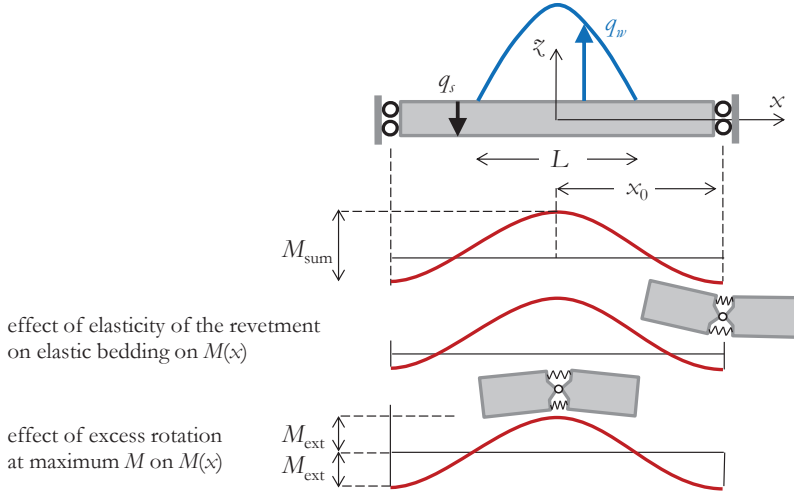 q_w
z
q_s
x
L
x_0
M_sum
effect of elasticity of the revetment
on elastic bedding on M(x)
effect of excess rotation
at maximum M on M(x)
M_ext
M_ext